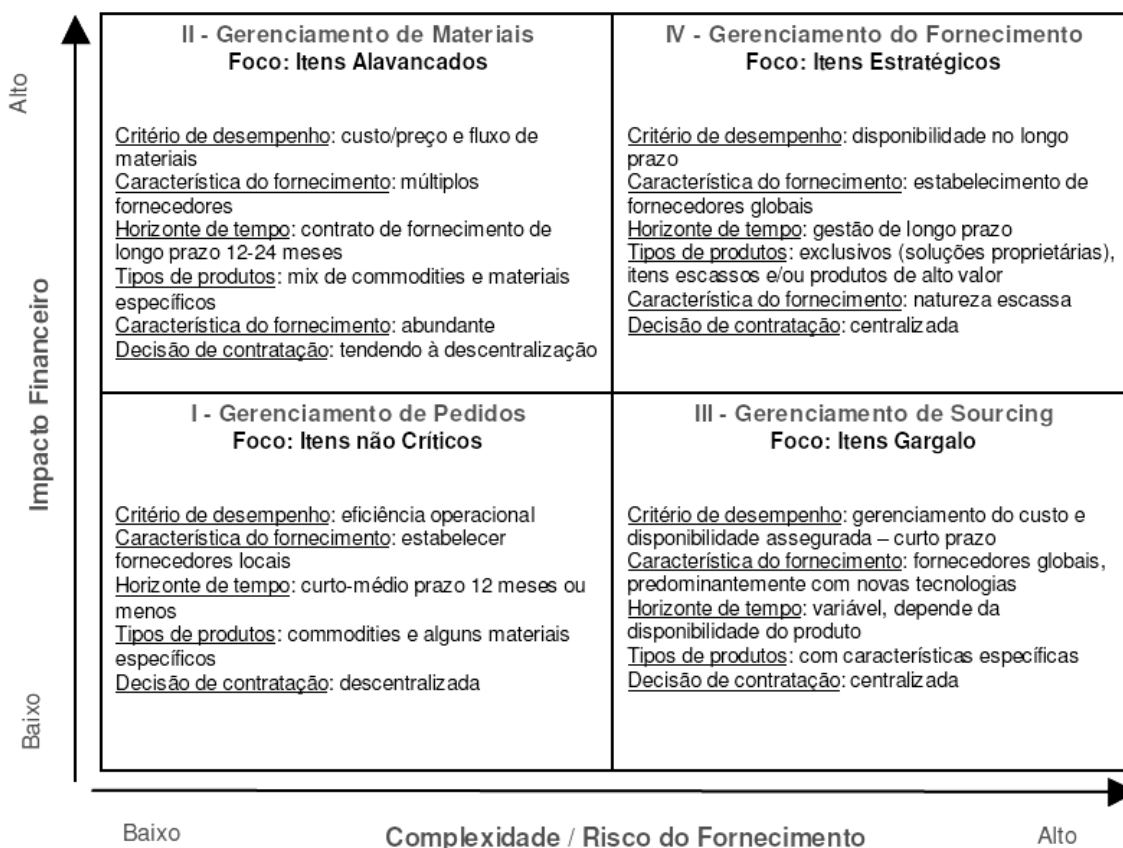 Alto
Impacto Financeiro
Baixo
II - Gerenciamento de Materiais
Foco: Itens Alavancados
Critério de desempenho: custo/preço e fluxo de
materiais
Característica do fornecimento: múltiplos
fornecedores
Horizonte de tempo: contrato de fornecimento de
longo prazo 12-24 meses
Tipos de produtos: mix de commodities e materiais
específicos
Característica do fornecimento: abundante
Decisão de contratação: tendendo à descentralização
IV - Gerenciamento do Fornecimento
Foco: Itens Estratégicos
Critério de desempenho: disponibilidade no longo
prazo
Característica do fornecimento: estabelecimento de
fornecedores globais
Horizonte de tempo: gestão de longo prazo
Tipos de produtos: exclusivos (soluções proprietárias),
itens escassos e/ou produtos de alto valor
Característica do fornecimento: natureza escassa
Decisão de contratação: centralizada
I - Gerenciamento de Pedidos
Foco: Itens não Críticos
Critério de desempenho: eficiência operacional
Característica do fornecimento: estabelecer
fornecedores locais
Horizonte de tempo: curto-médio prazo 12 meses ou
menos
Tipos de produtos: commodities e alguns materiais
específicos
Decisão de contratação: descentralizada
III - Gerenciamento de Sourcing
Foco: Itens Gargalo
Critério de desempenho: gerenciamento do custo e
disponibilidade assegurada – curto prazo
Característica do fornecimento: fornecedores globais,
predominantemente com novas tecnologias
Horizonte de tempo: variável, depende da
disponibilidade do produto
Tipos de produtos: com características específicas
Decisão de contratação: centralizada
Baixo
Complexidade / Risco do Fornecimento
Alto